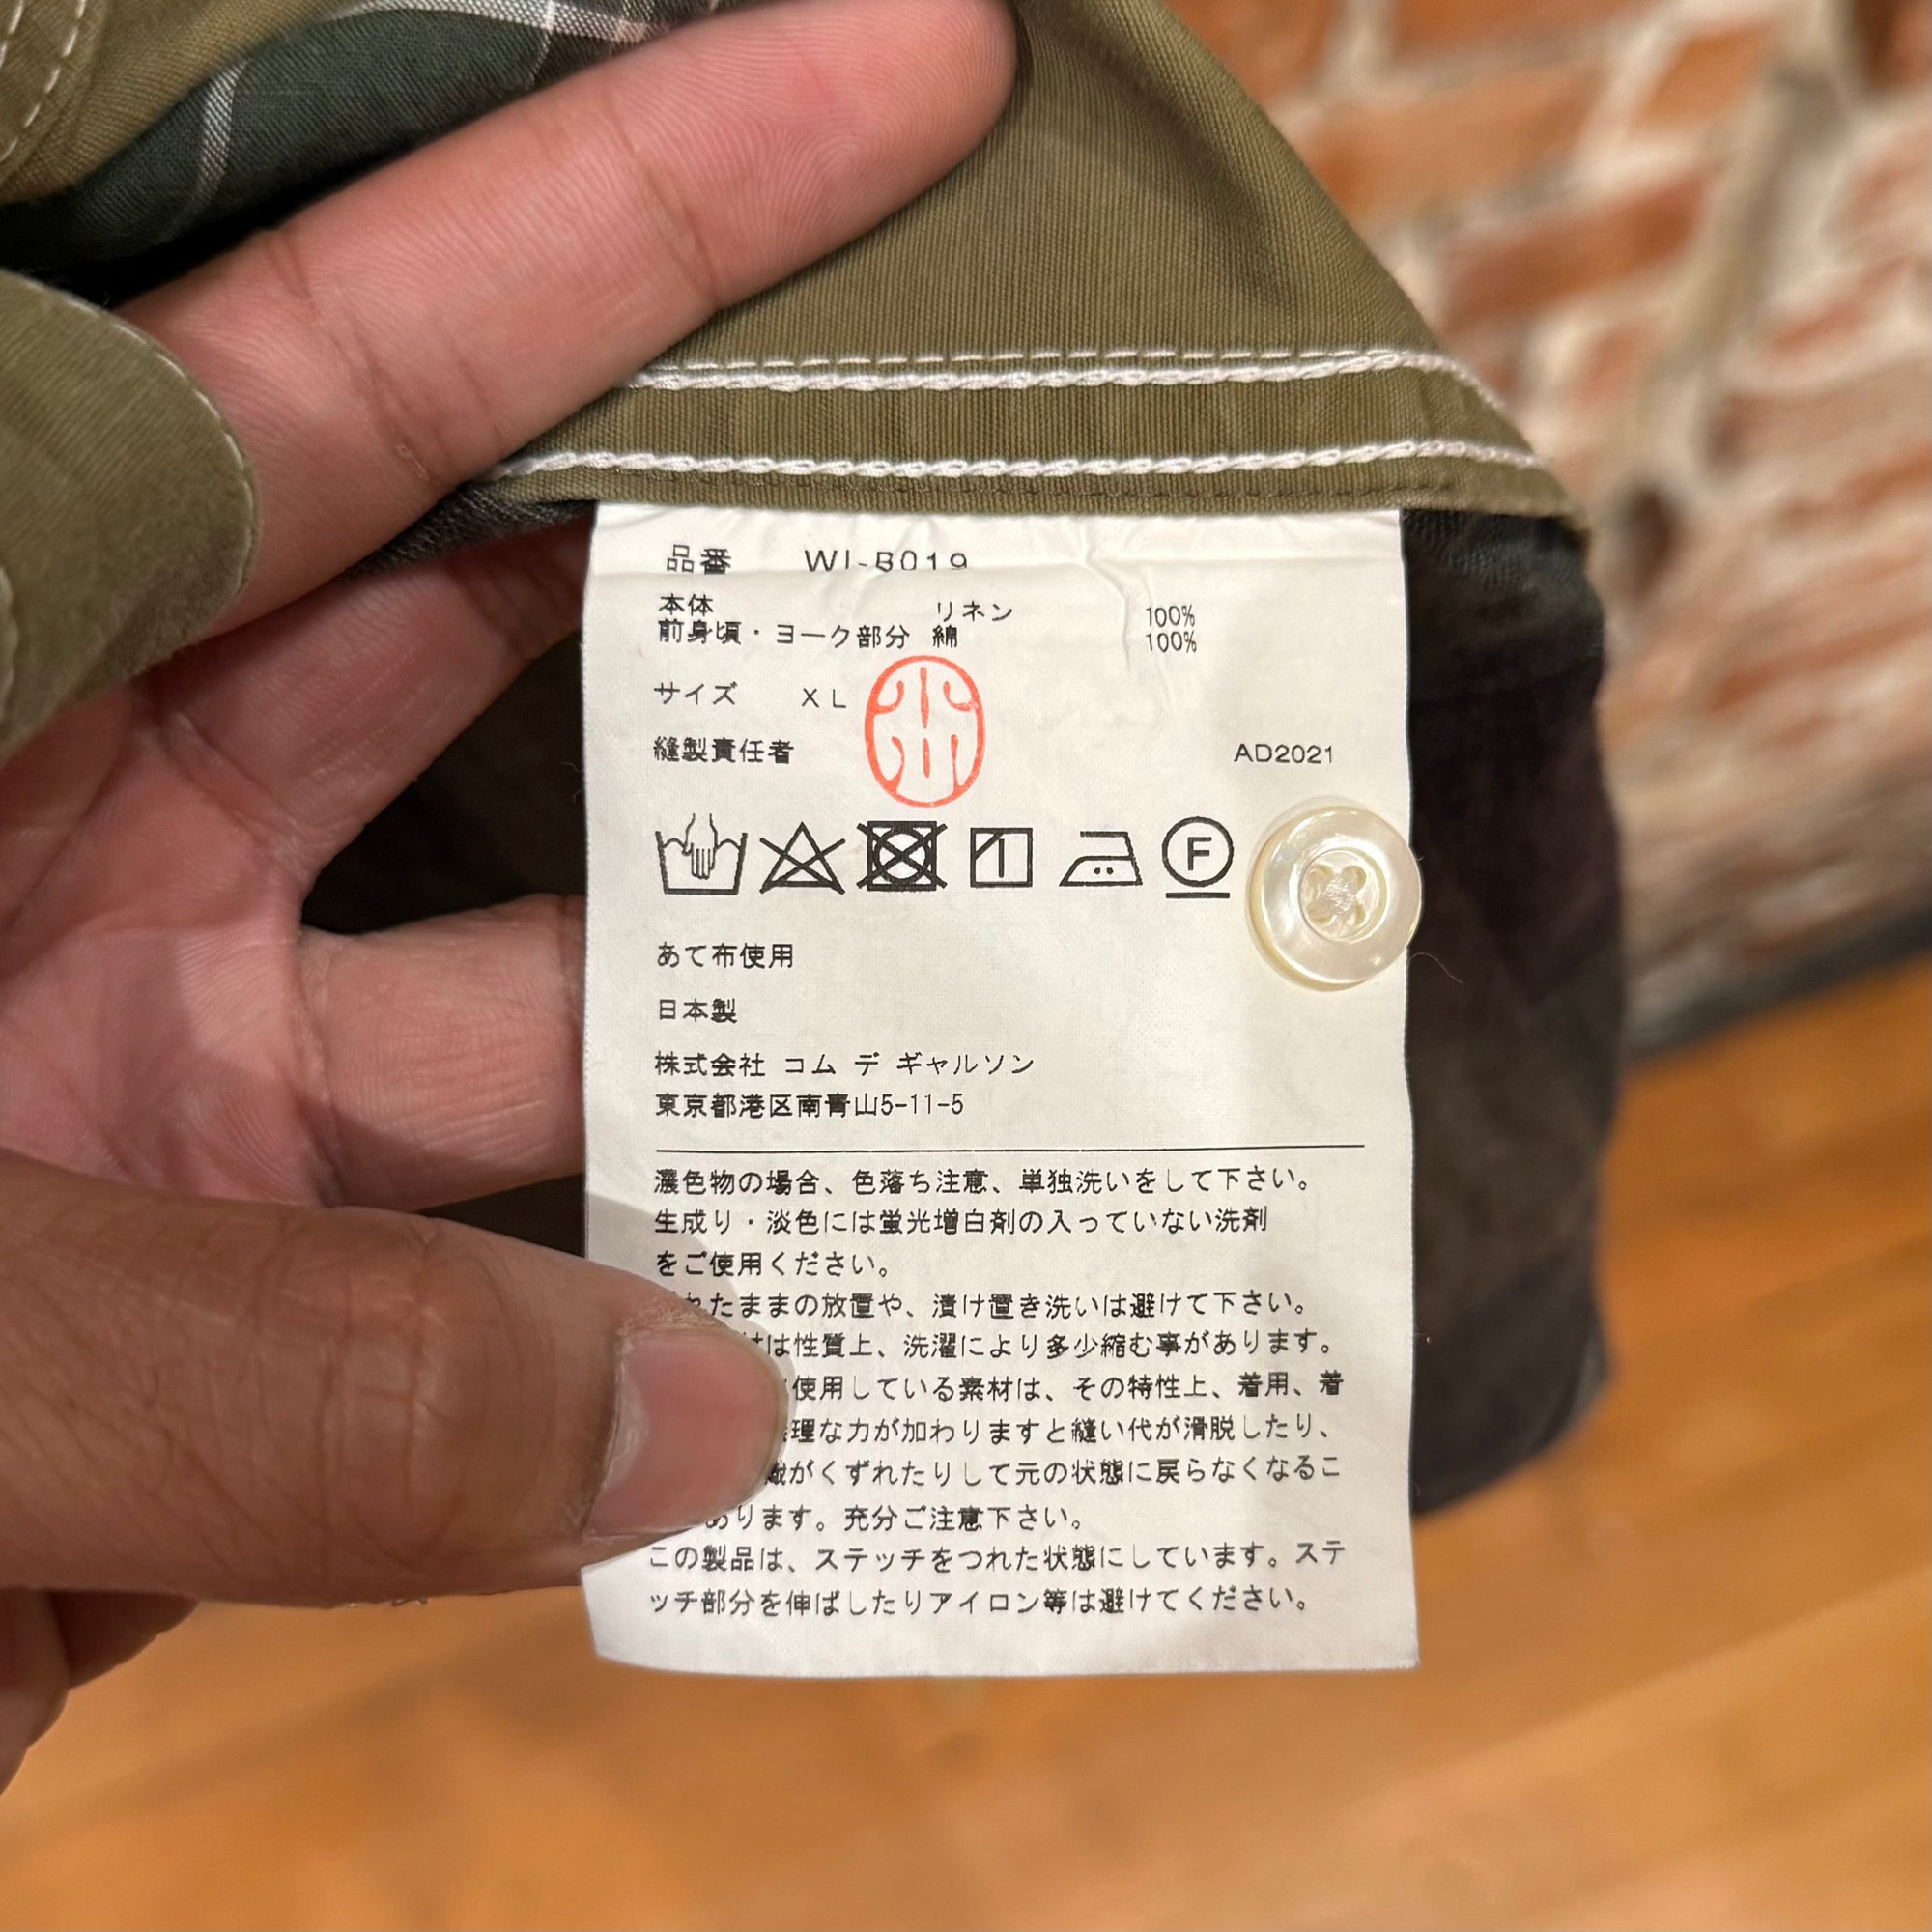 品番 WI-B019
本体 リネン 100%
前身頃・ヨーク部分 綿 100%
サイズ XL
縫製責任者 AD2021
F
あて布使用
日本製
株式会社 コム デ ギャルソン
東京都港区南青山5-11-5
濃色物の場合、色落ち注意、単独洗いをして下さい。
生成り・淡色には蛍光増白剤の入っていない洗剤
をご使用ください。
れたままの放置や、漬け置き洗いは避けて下さい。
は性質上、洗濯により多少縮む事があります。
使用している素材は、その特性上、着用、着
理な力が加わりますと縫い代が滑脱したり、
がくずれたりして元の状態に戻らなくなるこ
あります。充分ご注意下さい。
この製品は、ステッチをつれた状態にしています。ステ
ッチ部分を伸ばしたりアイロン等は避けてください。